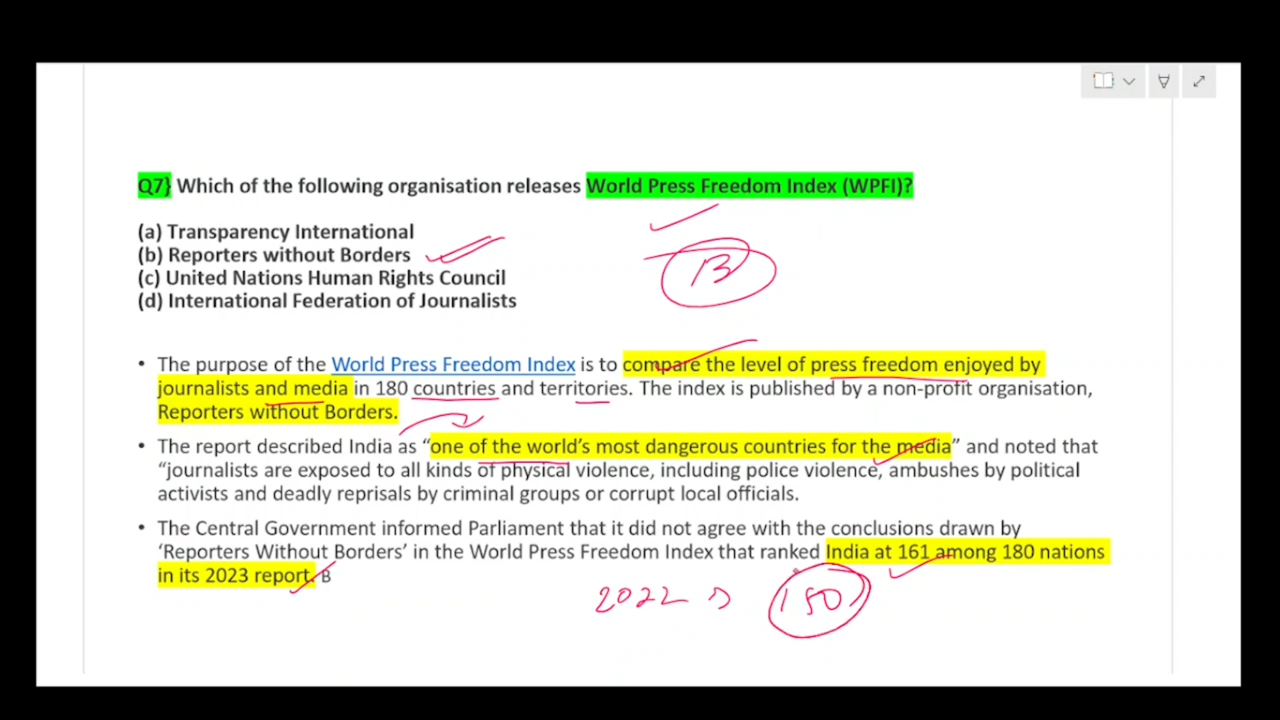 Q7} Which of the following organisation releases World Press Freedom Index (WPFI)?
(a) Transparency International
(b) Reporters without Borders
(c) United Nations Human Rights Council
(d) International Federation of Journalists
B
• The purpose of the World Press Freedom Index is to compare the level of press freedom enjoyed by
journalists and media in 180 countries and territories. The index is published by a non-profit organisation,
Reporters without Borders.
• The report described India as “one of the world’s most dangerous countries for the media” and noted that
“journalists are exposed to all kinds of physical violence, including police violence, ambushes by political
activists and deadly reprisals by criminal groups or corrupt local officials.
• The Central Government informed Parliament that it did not agree with the conclusions drawn by
‘Reporters Without Borders’ in the World Press Freedom Index that ranked India at 161 among 180 nations
in its 2023 report. B
2022 → 150